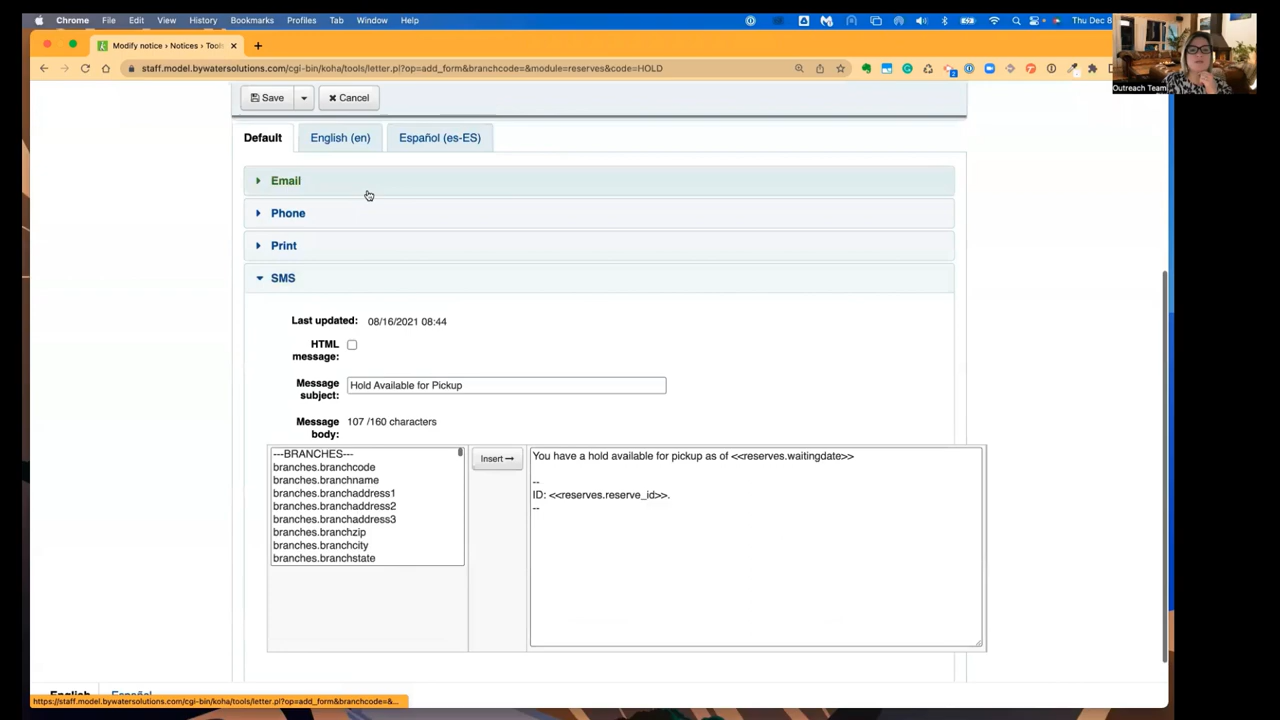 Chrome File Edit View History Bookmarks Profiles Tab Window Help Thu Dec 8
Modify notice › Notices › Tools
staff.model.bywatersolutions.com/cgi-bin/koha/tools/letter.pl?op=add_form&branchcode=&module=reserves&code=HOLD
Outreach Team
Save Cancel
Default English (en) Español (es-ES)
Email
Phone
Print
SMS
Last updated: 08/16/2021 08:44
HTML
message:
Message
subject: Hold Available for Pickup
Message
body: 107 /160 characters
---BRANCHES---
branches.branchcode
branches.branchname
branches.branchaddress1
branches.branchaddress2
branches.branchaddress3
branches.branchzip
branches.branchcity
branches.branchstate
Insert
You have a hold available for pickup as of <<reserves.waitingdate>>
--
ID: <<reserves.reserve_id>>.
--
English Español
https://staff.model.bywatersolutions.com/cgi-bin/koha/tools/letter.pl?op=add_form&branchcode=&...